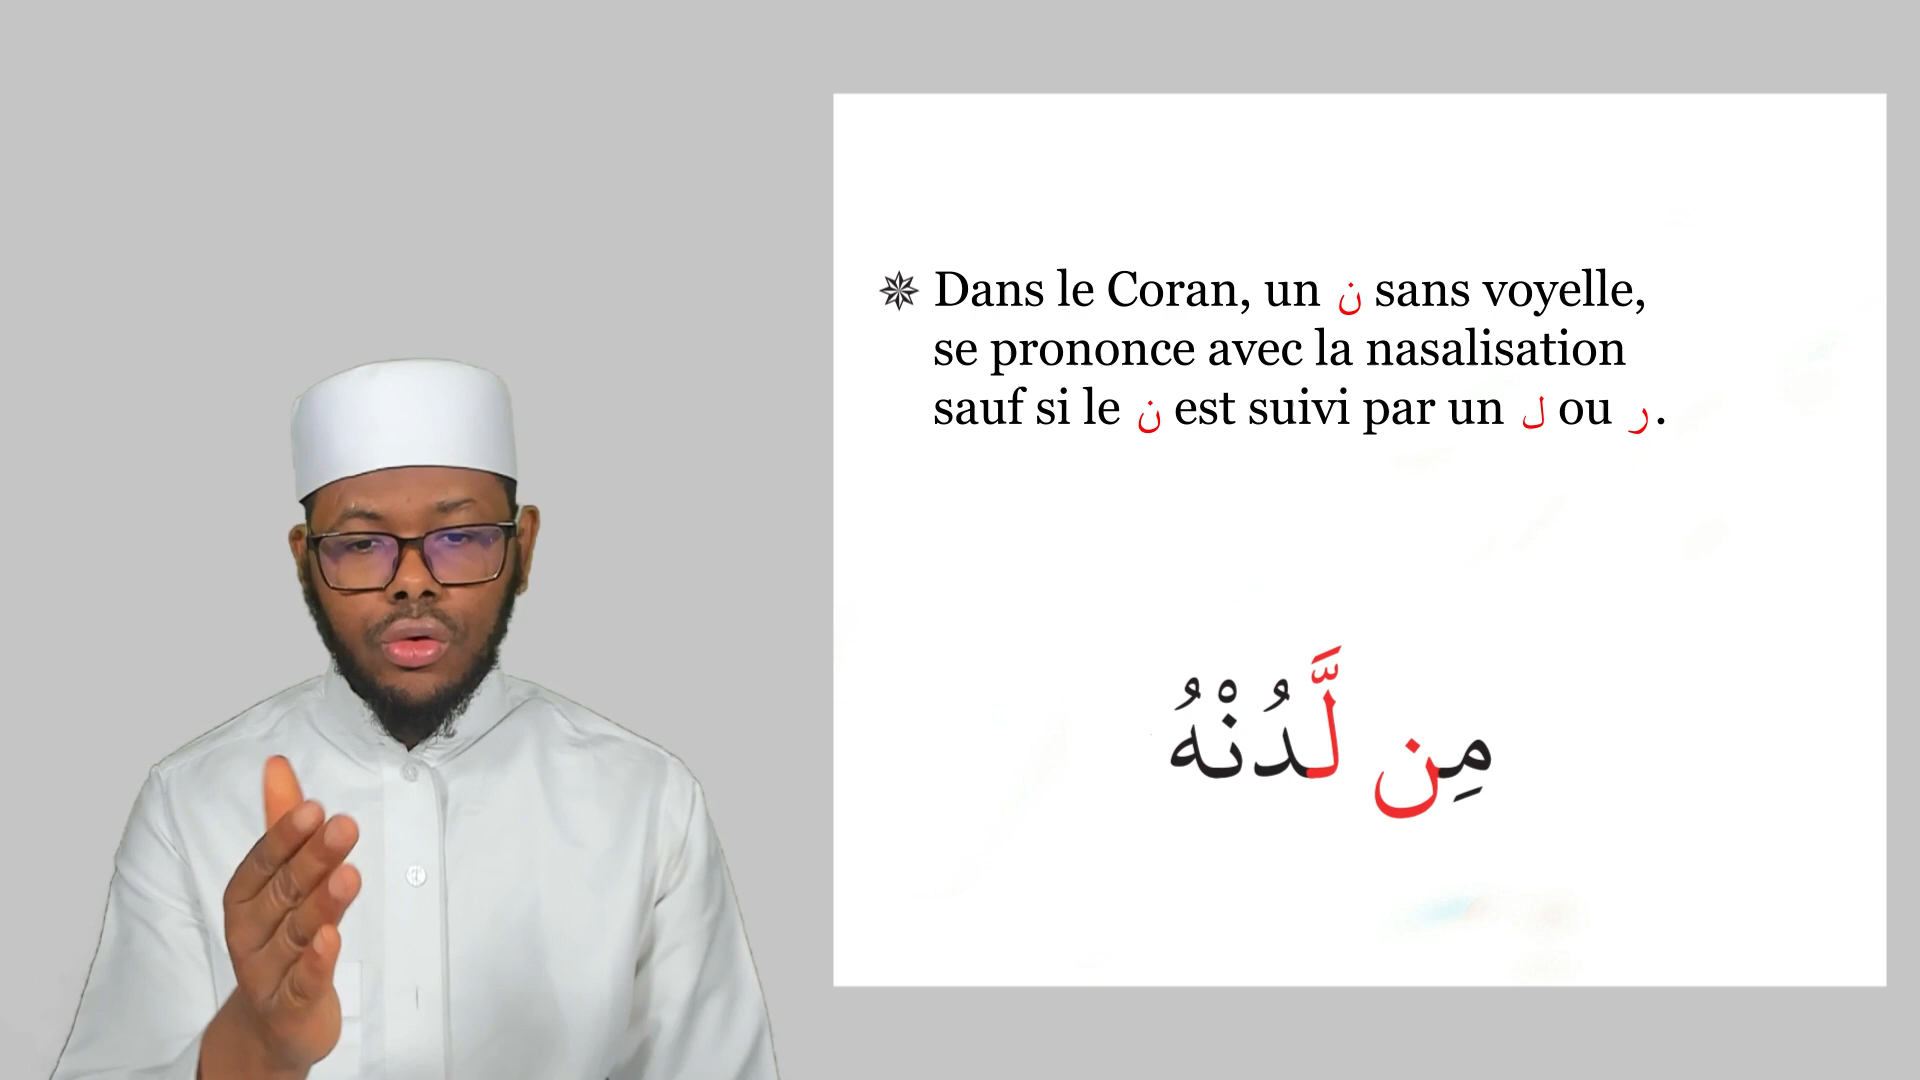 Dans le Coran, un ن sans voyelle,
se prononce avec la nasalisation
sauf si le ن est suivi par un ل ou ر.
مِن لَّدُنْهُ